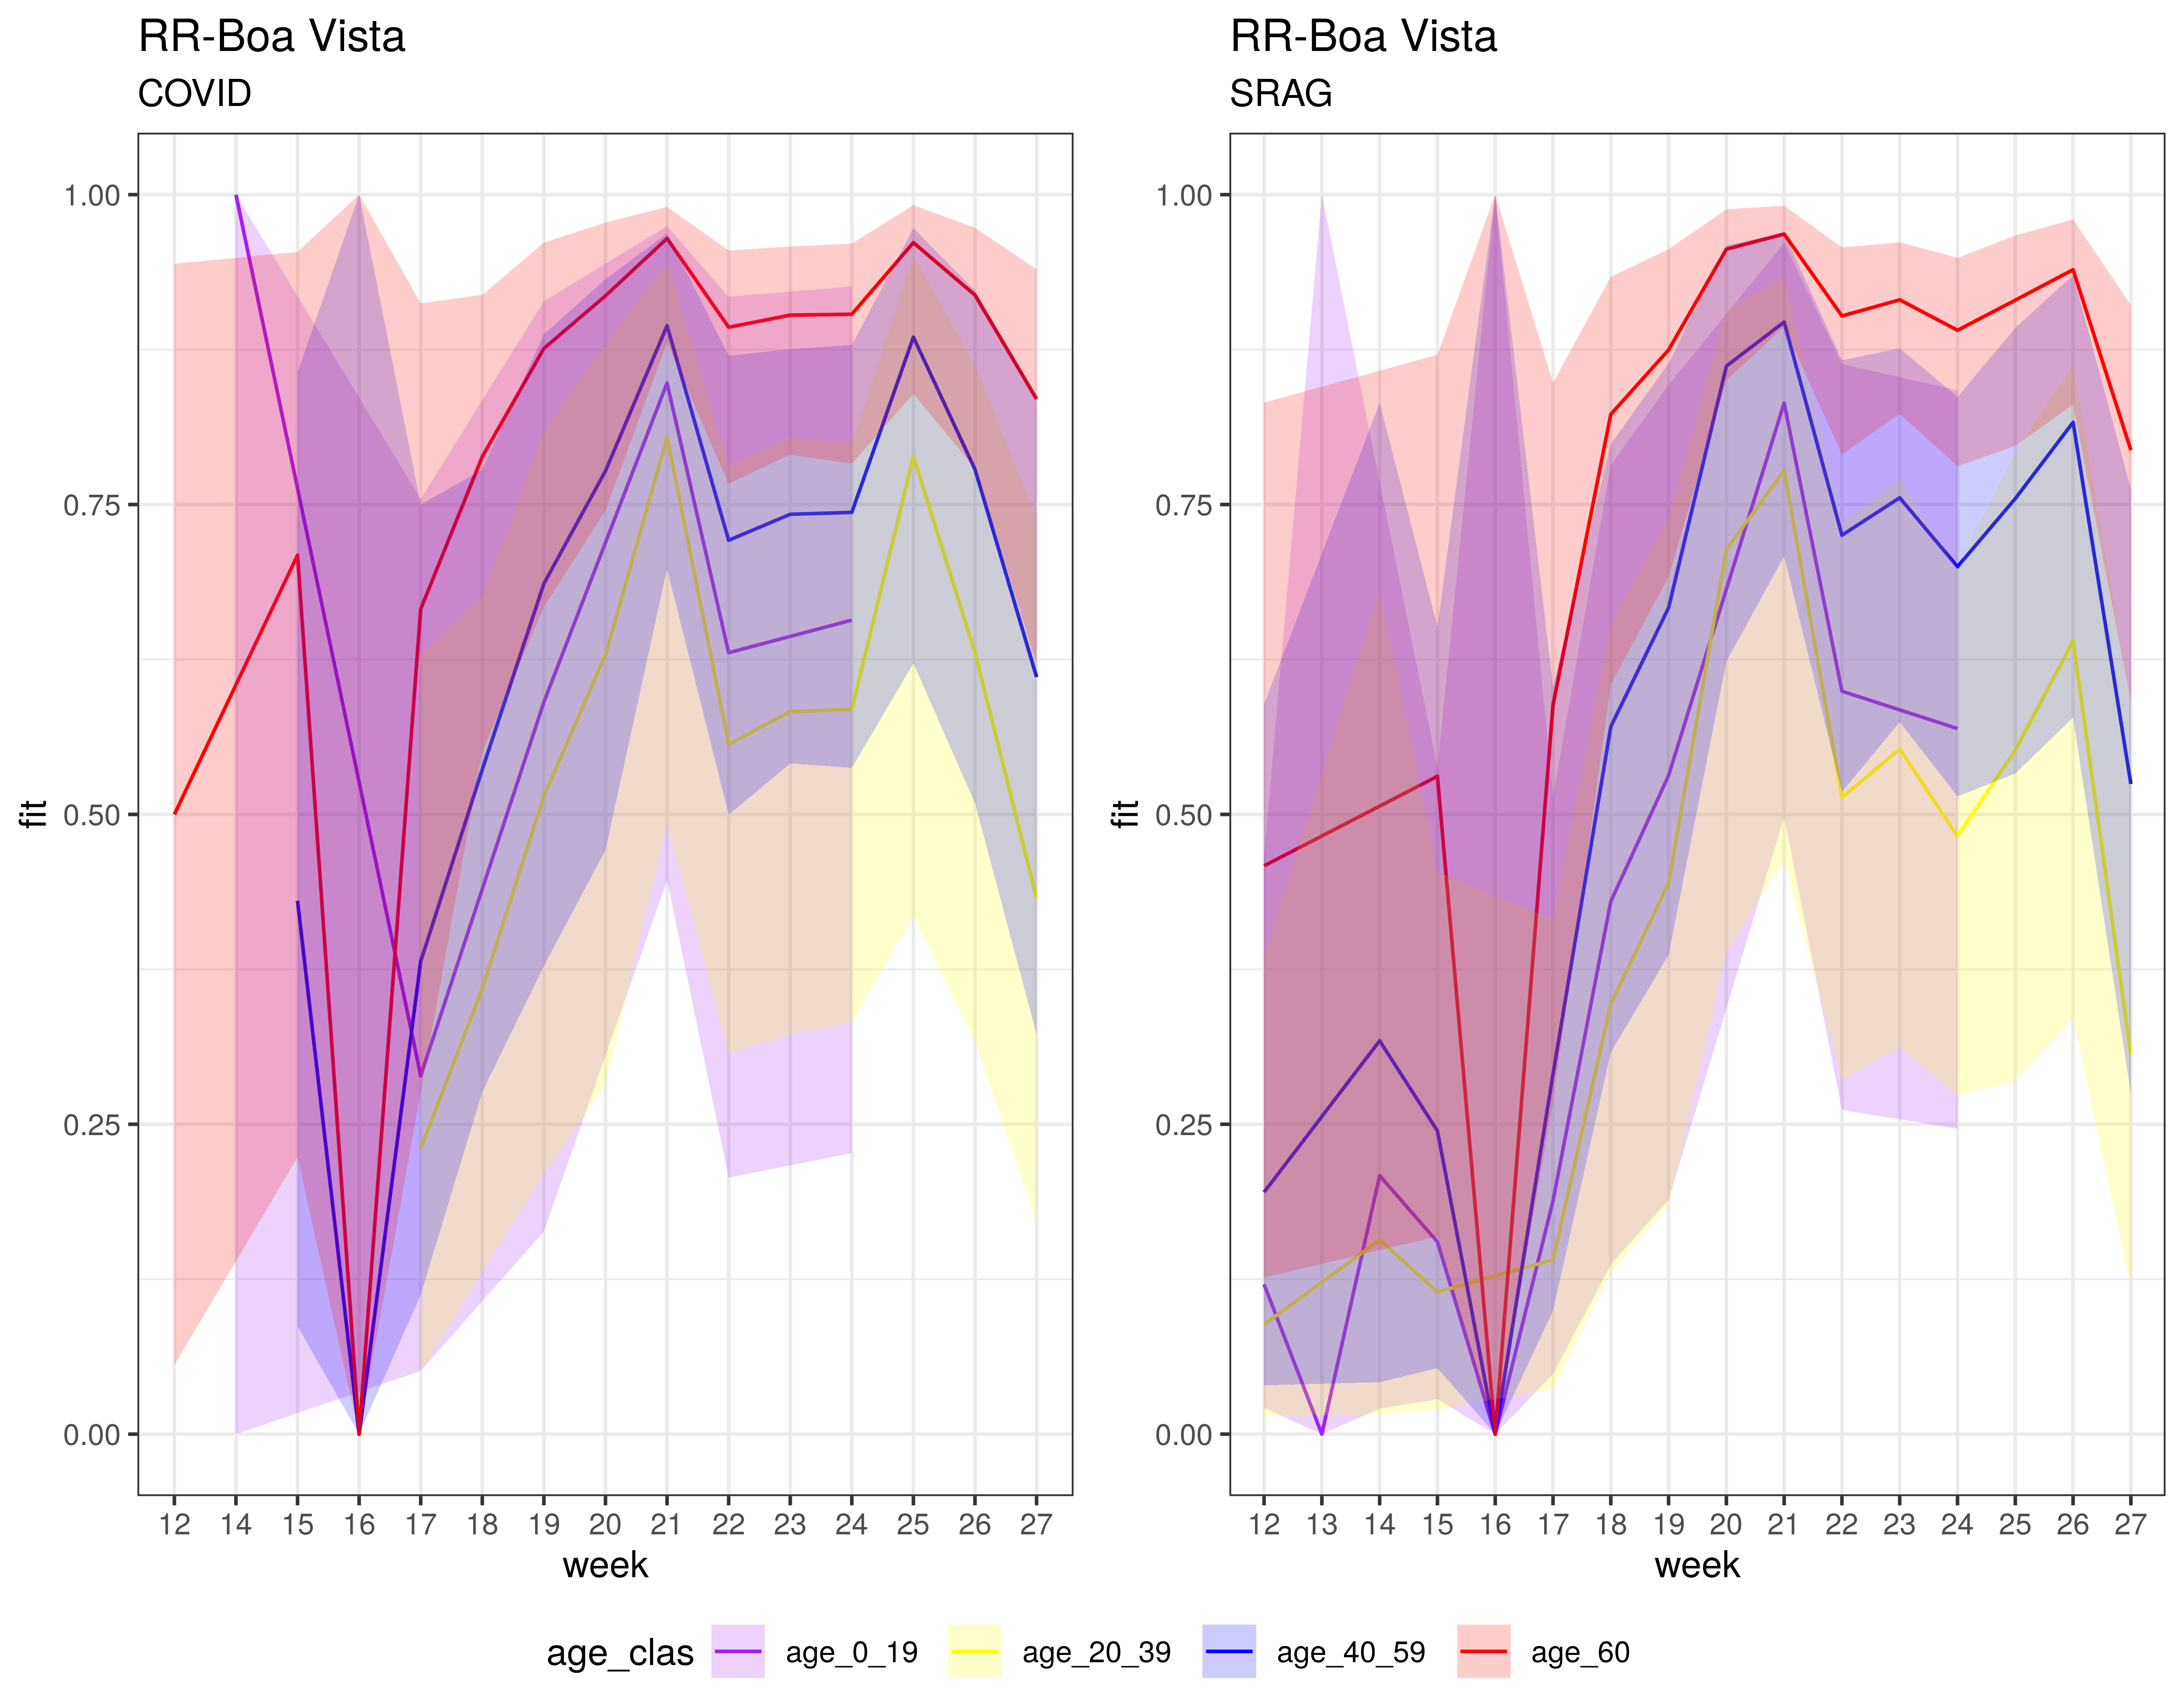 RR-Boa Vista
COVID
fit
1.00
0.75
0.50
0.25
0.00
12 14 15 16 17 18 19 20 21 22 23 24 25 26 27
week
RR-Boa Vista
SRAG
fit
1.00
0.75
0.50
0.25
0.00
12 13 14 15 16 17 18 19 20 21 22 23 24 25 26 27
week
age_clas age_0_19 age_20_39 age_40_59 age_60